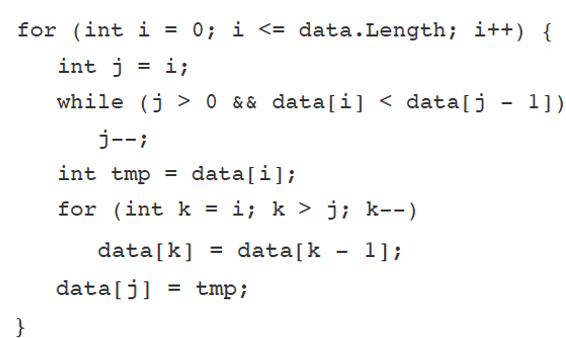 for (int i = 0; i <= data.Length; i++) {
int j = i;
while (j > 0 && data[i] < data[j - 1])
j--;
int tmp = data[i];
for (int k = i; k > j; k--)
data[k] = data[k - 1];
data[j] = tmp;
}